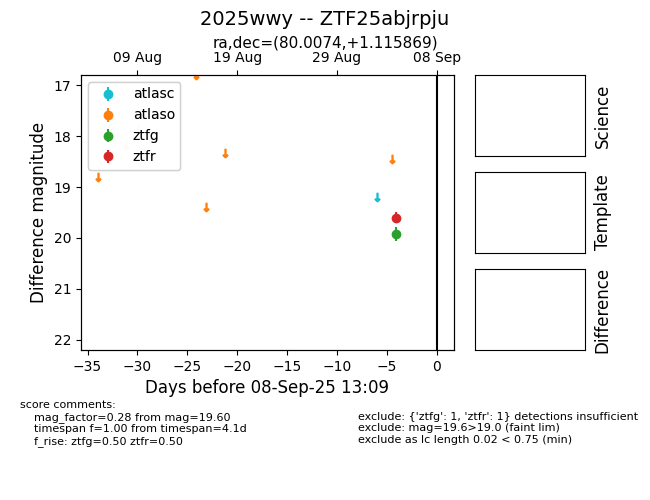 2025wwy -- ZTF25abjrpju
ra,dec=(80.0074,+1.115869)
09 Aug
19 Aug
29 Aug
08 Sep
17
18
19
20
21
22
Difference magnitude
atlasc
atlaso
ztfg
ztfr
−35
−30
−25
−20
−15
−10
−5
0
Days before 08-Sep-25 13:09
Science
Template
Difference
score comments:
mag_factor=0.28 from mag=19.60
timespan f=1.00 from timespan=4.1d
f_rise: ztfg=0.50 ztfr=0.50
exclude: {'ztfg': 1, 'ztfr': 1} detections insufficient
exclude: mag=19.6>19.0 (faint lim)
exclude as lc length 0.02 < 0.75 (min)